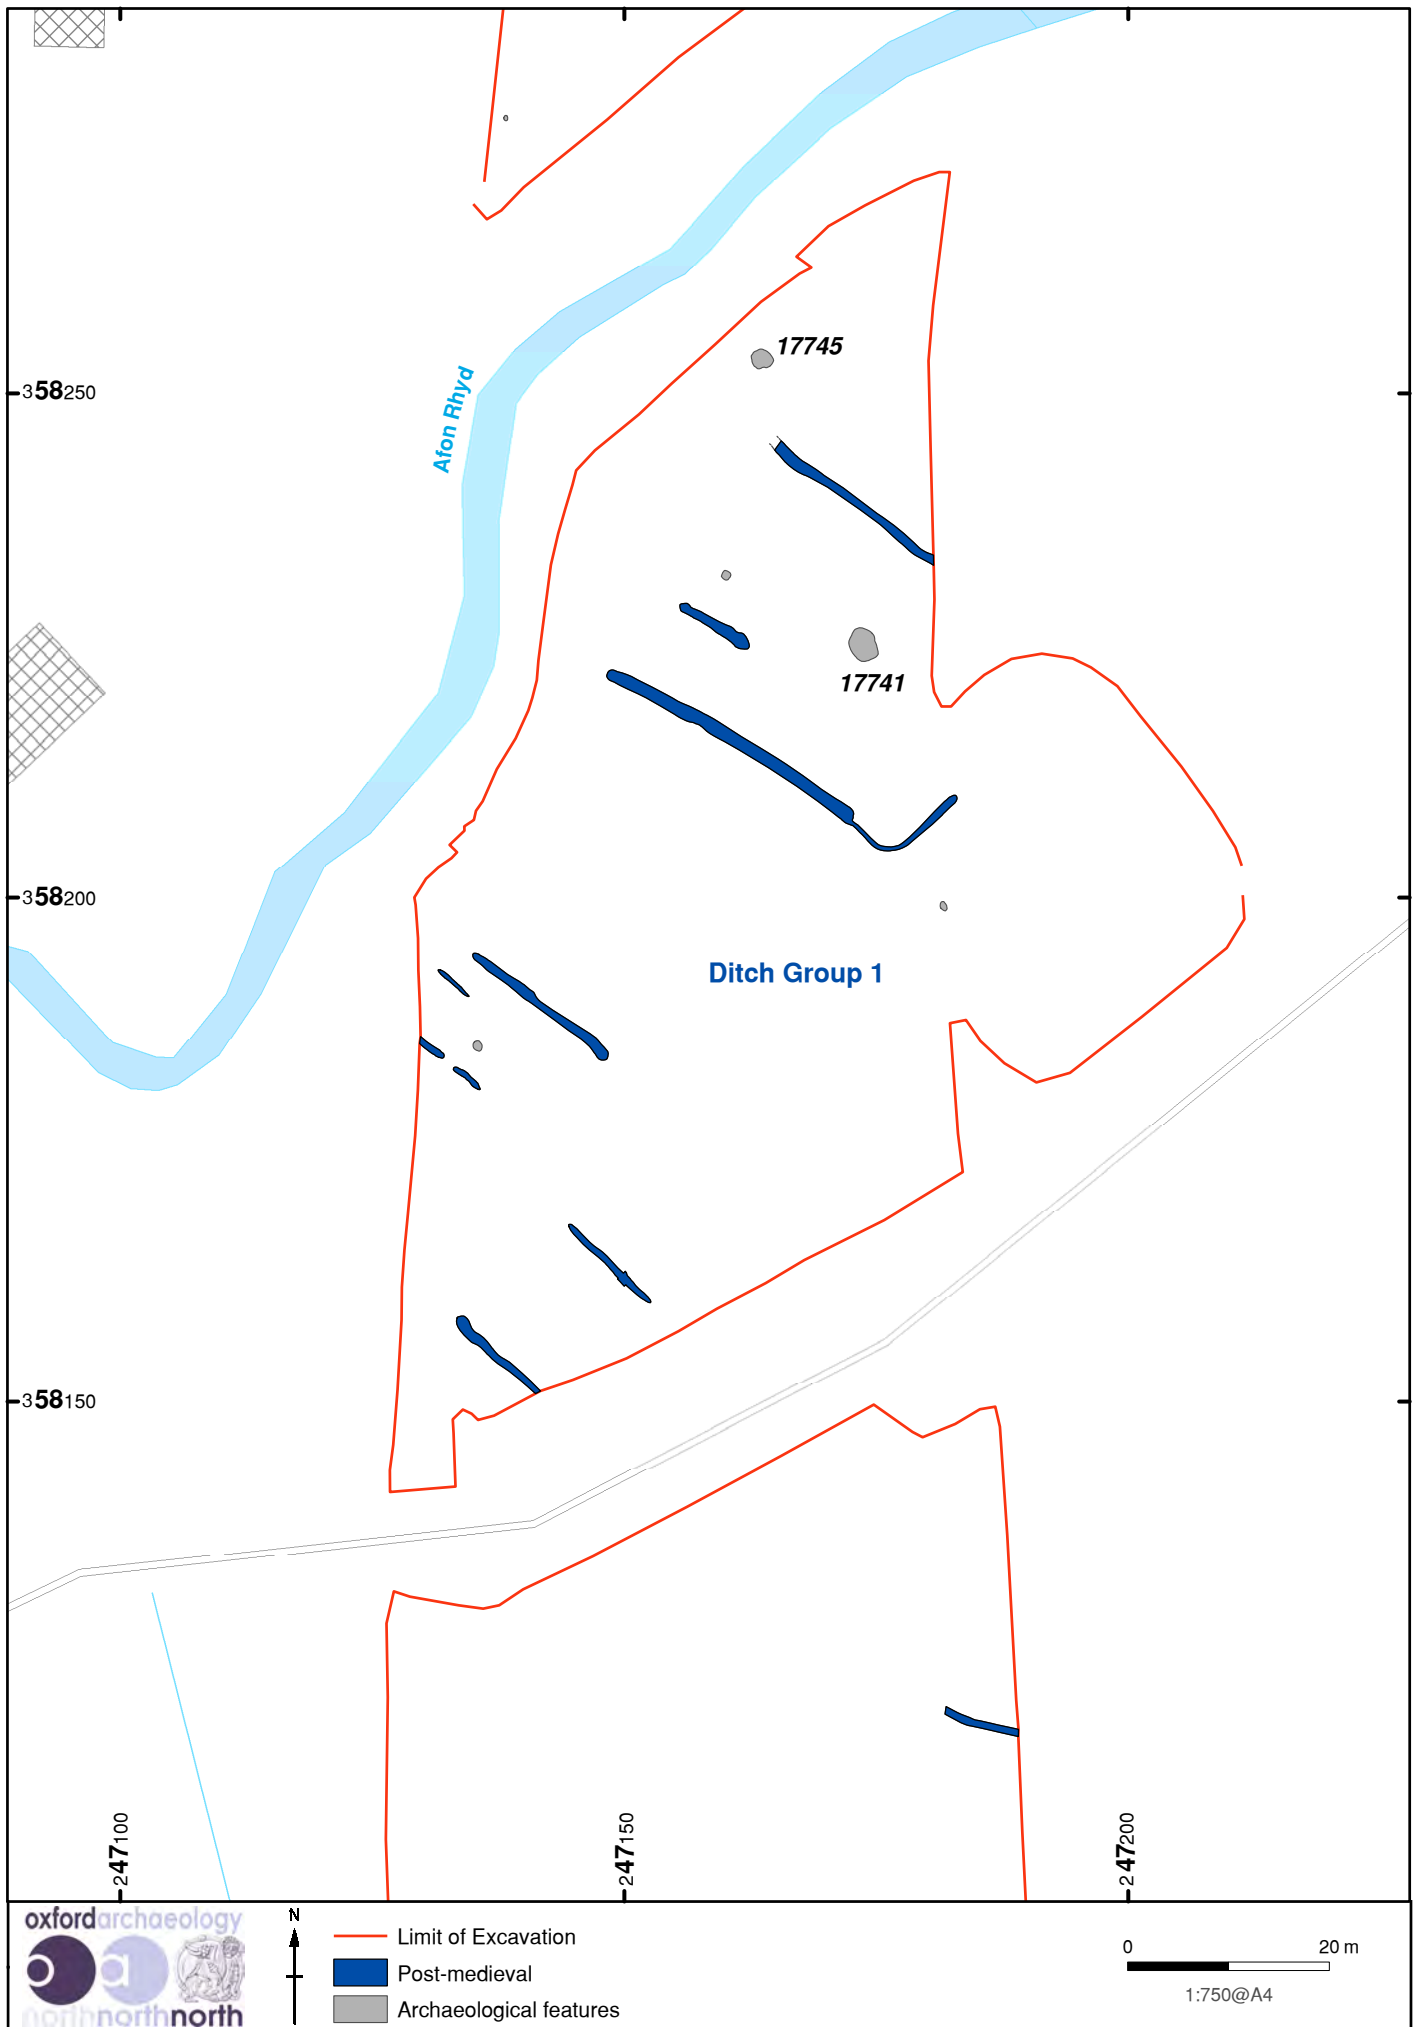 17745
358250
Afon Rhyd
17741
358200
Ditch Group 1
358150
247100
247150
247200
oxfordarchaeology
oa
northnorthnorth
N
Limit of Excavation
Post-medieval
Archaeological features
0 20 m
1:750@A4